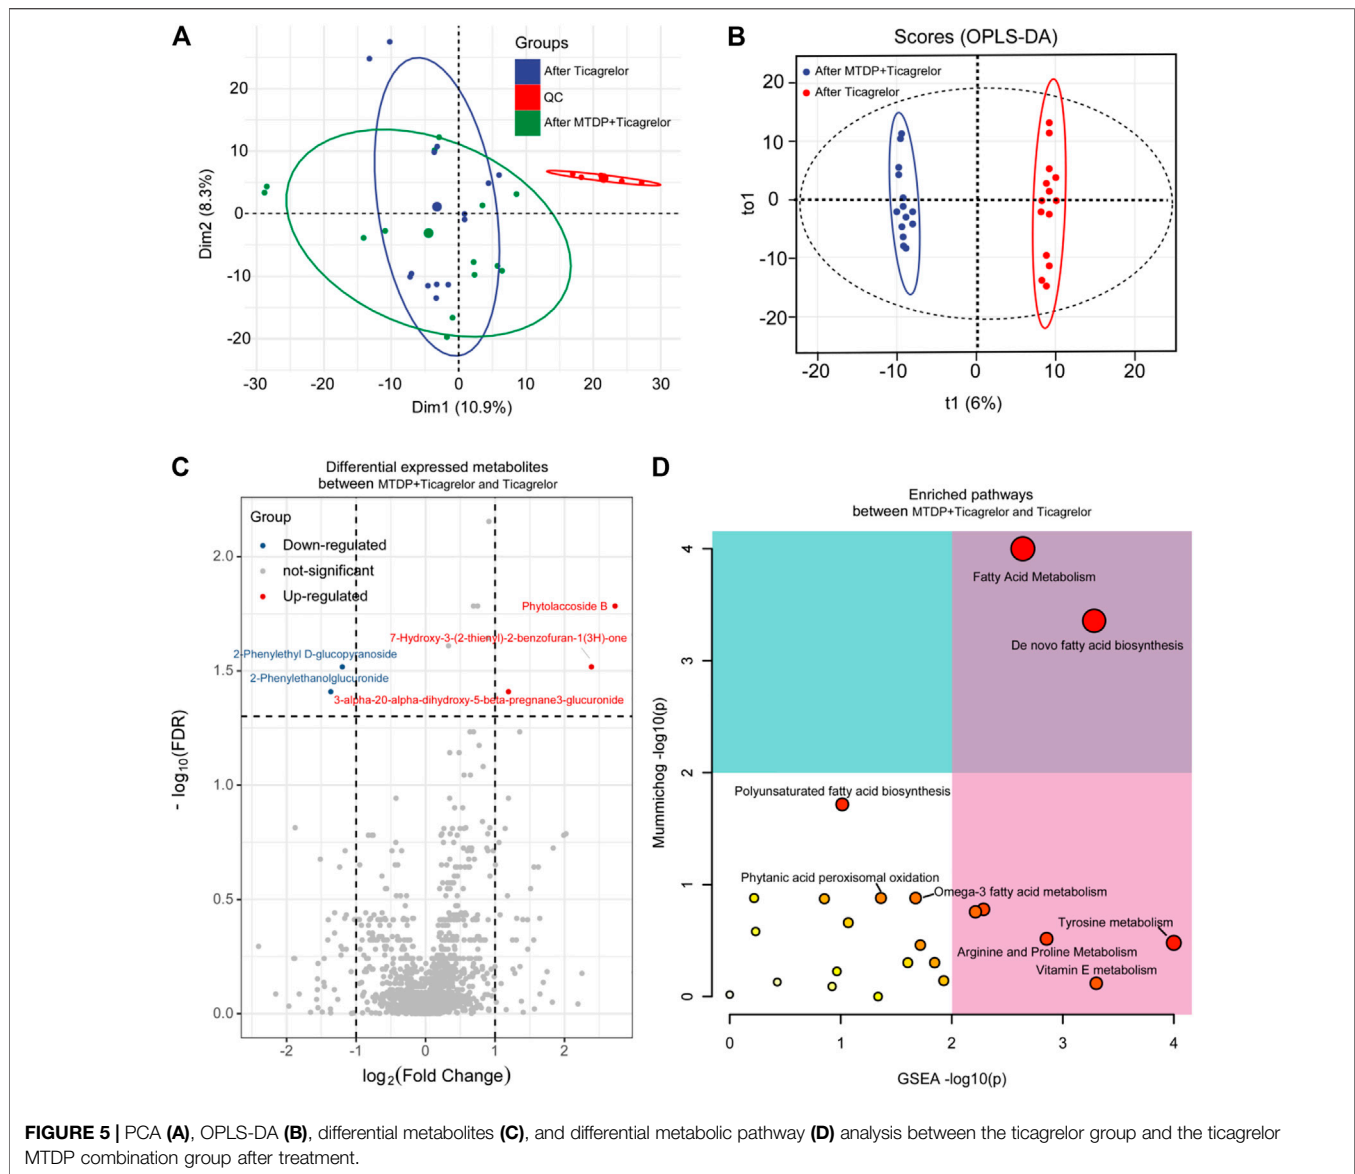 A
Groups
After Ticagrelor
QC
After MTDP+Ticagrelor
20
10
0
-10
-20
Dim2 (8.3%)
-30
-20
-10
0
10
20
30
Dim1 (10.9%)
B
Scores (OPLS-DA)
After MTDP+Ticagrelor
After Ticagrelor
20
10
0
-10
-20
to1
-20
-10
0
10
20
t1 (6%)
C
Differential expressed metabolites
between MTDP+Ticagrelor and Ticagrelor
Group
Down-regulated
not-significant
Up-regulated
Phytolaccoside B
7-Hydroxy-3-(2-thienyl)-2-benzofuran-1(3H)-one
2-Phenylethyl D-glucopyranoside
2-Phenylethanolglucuronide
3-alpha-20-alpha-dihydroxy-5-beta-pregnane3-glucuronide
2.0
1.5
1.0
0.5
0.0
- log10(FDR)
-2
-1
0
1
2
log2(Fold Change)
D
Enriched pathways
between MTDP+Ticagrelor and Ticagrelor
Fatty Acid Metabolism
De novo fatty acid biosynthesis
Polyunsaturated fatty acid biosynthesis
Phytanic acid peroxisomal oxidation
Omega-3 fatty acid metabolism
Tyrosine metabolism
Arginine and Proline Metabolism
Vitamin E metabolism
4
3
2
1
0
Mummichog -log10(p)
0
1
2
3
4
GSEA -log10(p)
FIGURE 5 | PCA (A), OPLS-DA (B), differential metabolites (C), and differential metabolic pathway (D) analysis between the ticagrelor group and the ticagrelor
MTDP combination group after treatment.